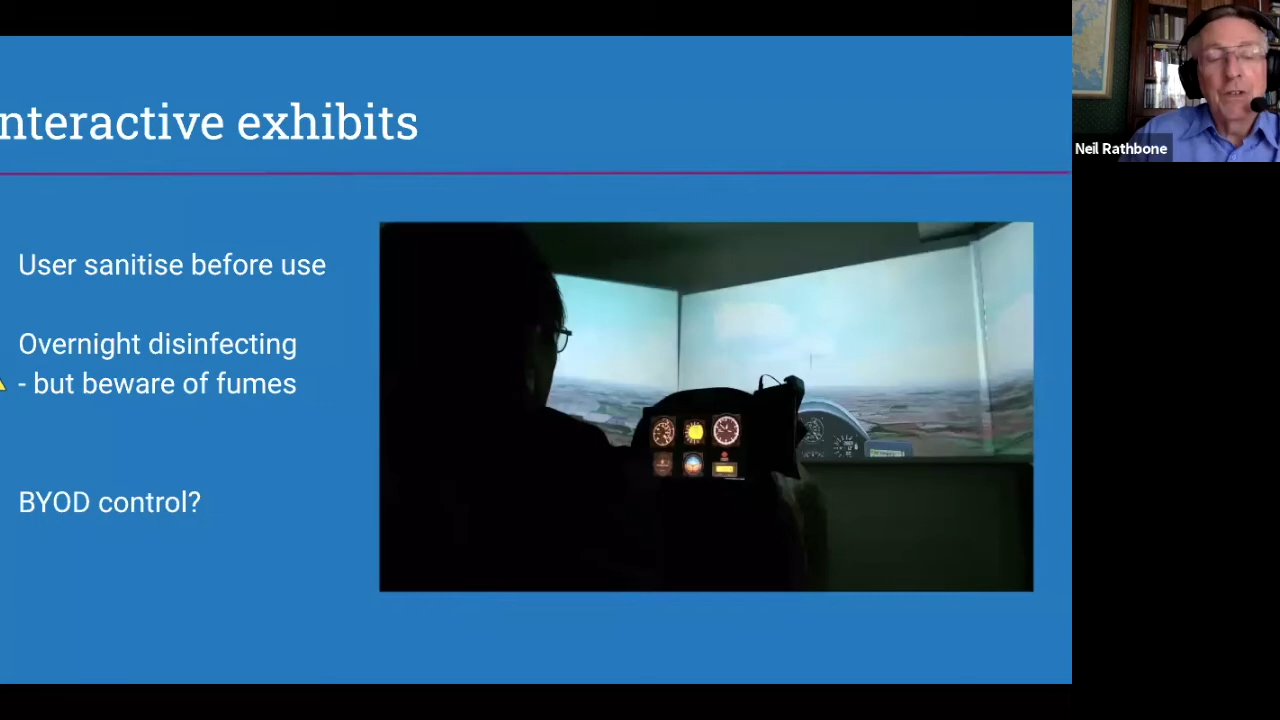 nteractive exhibits
User sanitise before use
Overnight disinfecting
- but beware of fumes
BYOD control?
Neil Rathbone